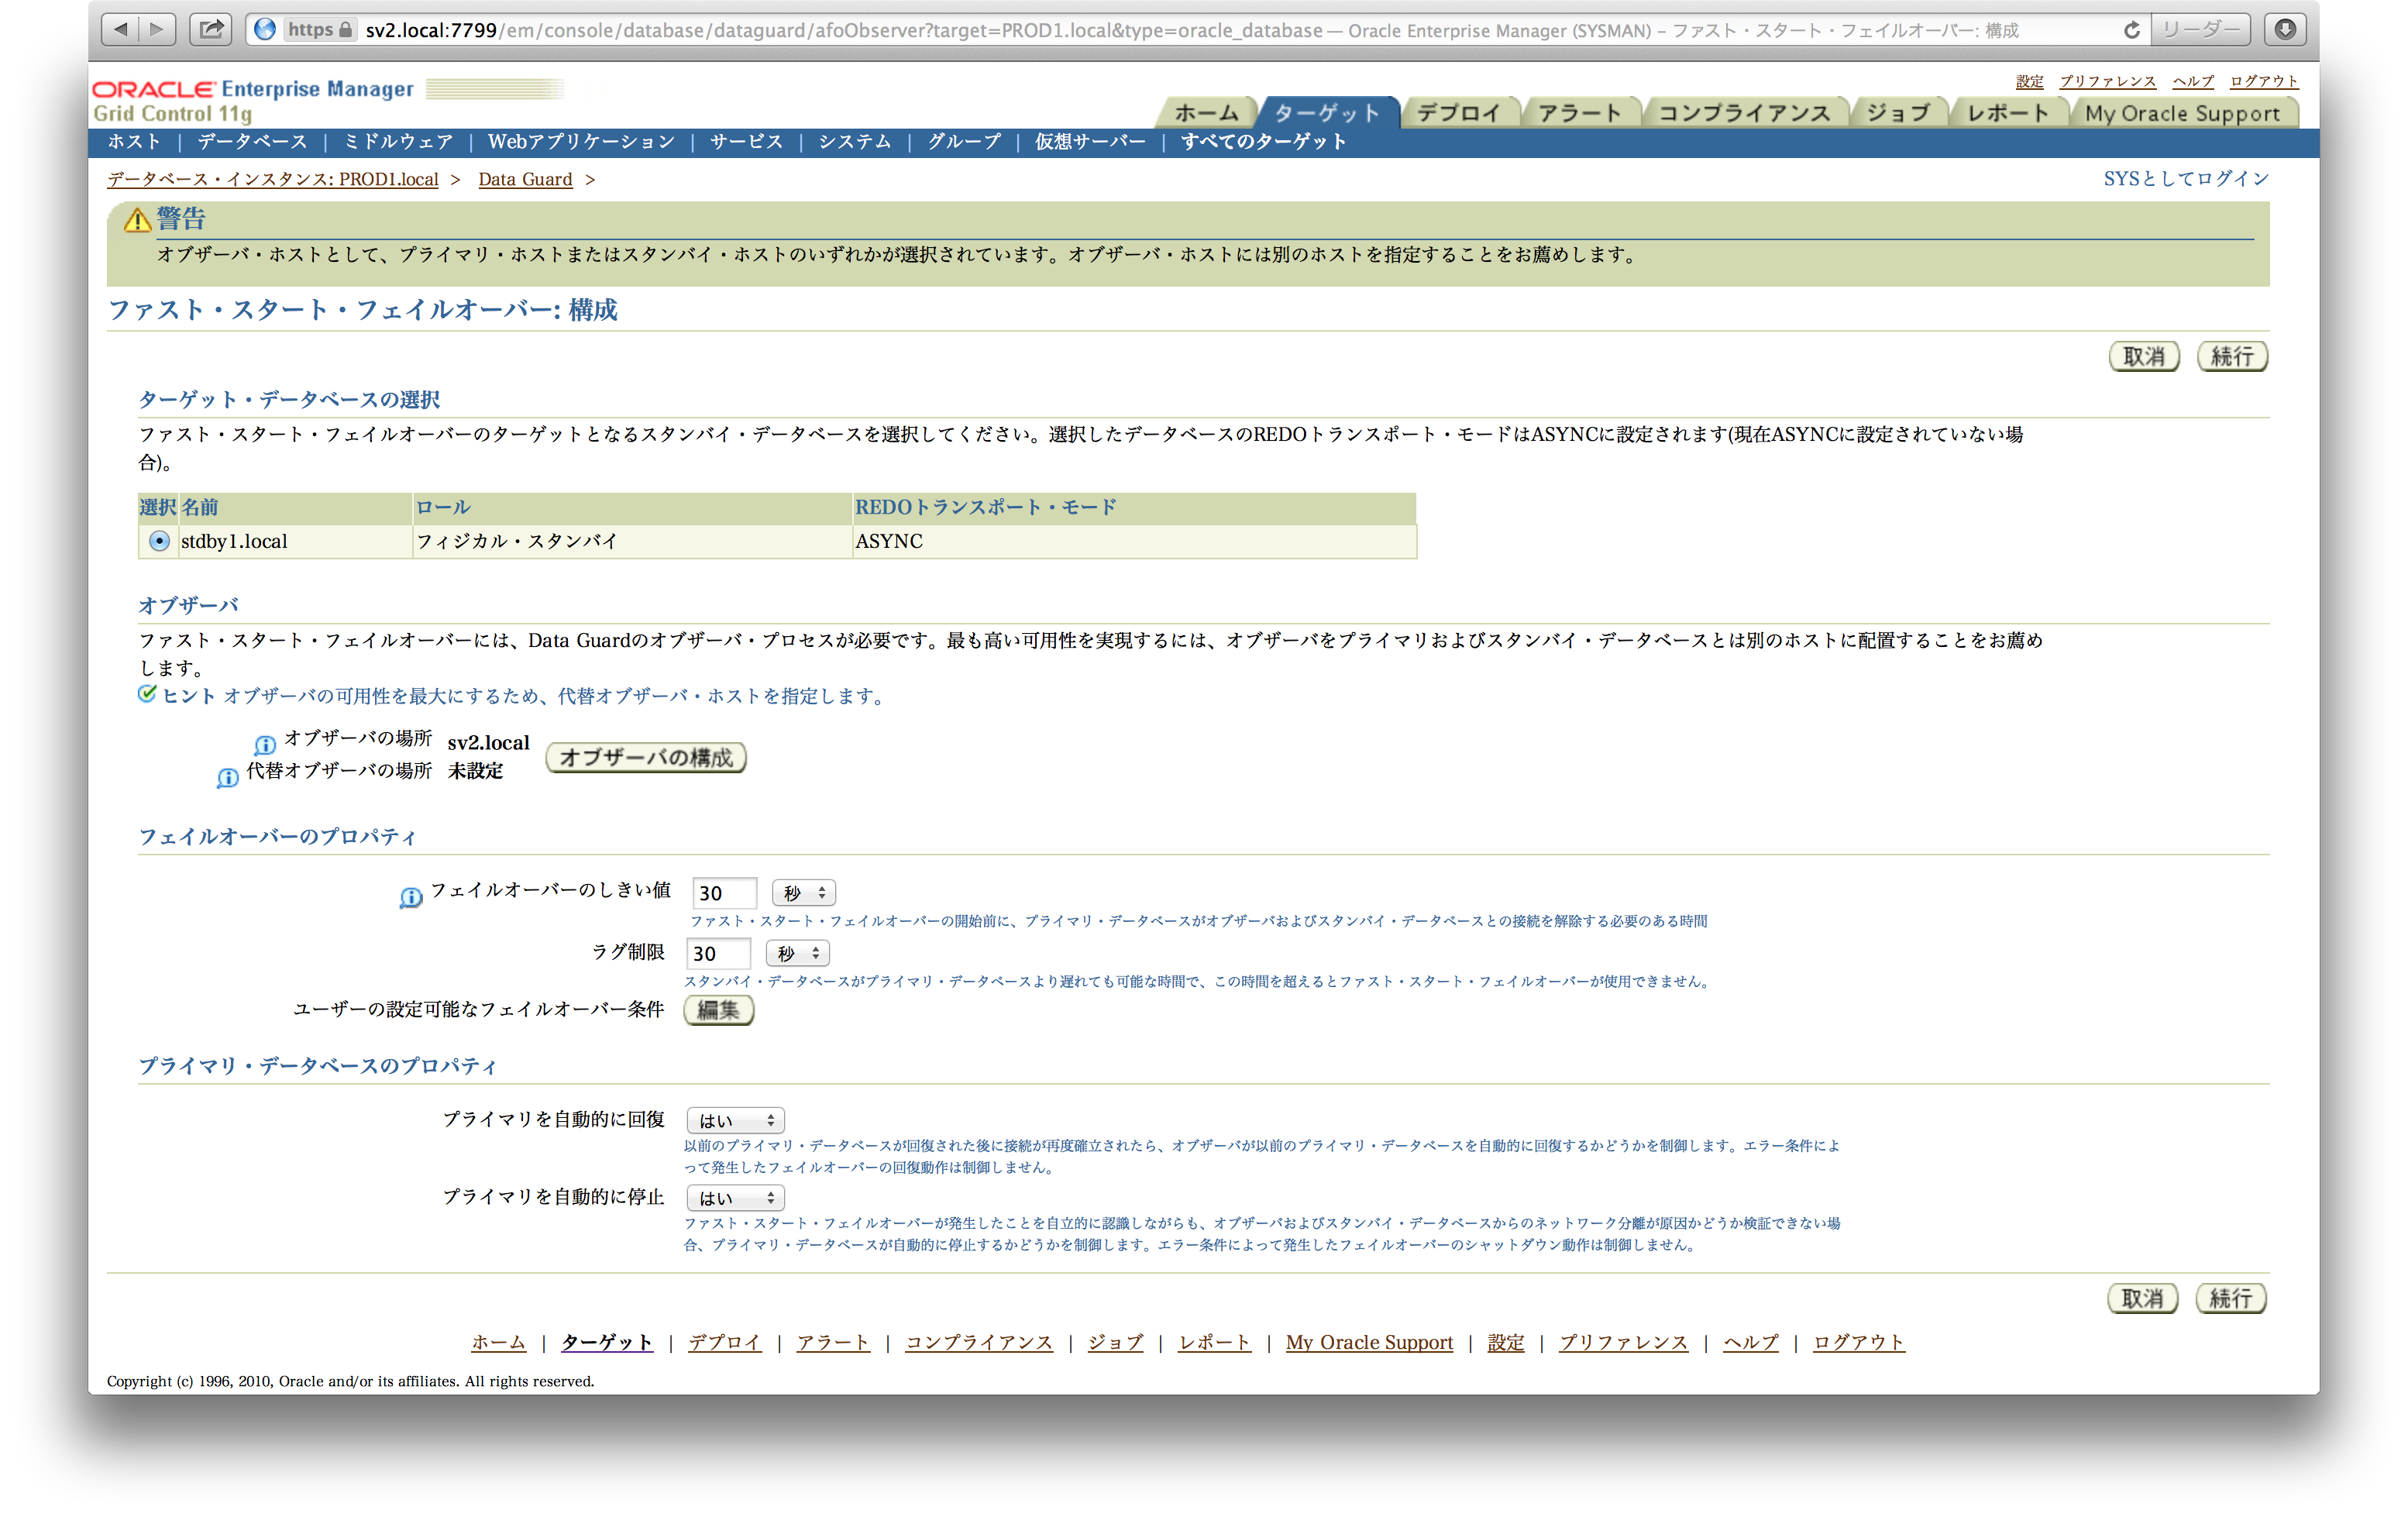 https sv2.local:7799/em/console/database/dataguard/afoObserver?target=PROD1.local&type=oracle_database — Oracle Enterprise Manager (SYSMAN) – ファスト・スタート・フェイルオーバー: 構成 リーダー
設定 プリファレンス ヘルプ ログアウト
ORACLE Enterprise Manager
Grid Control 11g
ホーム ターゲット デプロイ アラート コンプライアンス ジョブ レポート My Oracle Support
ホスト | データベース | ミドルウェア | Webアプリケーション | サービス | システム | グループ | 仮想サーバー | すべてのターゲット
データベース・インスタンス: PROD1.local > Data Guard >
SYSとしてログイン
警告
オブザーバ・ホストとして、プライマリ・ホストまたはスタンバイ・ホストのいずれかが選択されています。オブザーバ・ホストには別のホストを指定することをお薦めします。
ファスト・スタート・フェイルオーバー: 構成
取消 続行
ターゲット・データベースの選択
ファスト・スタート・フェイルオーバーのターゲットとなるスタンバイ・データベースを選択してください。選択したデータベースのREDOトランスポート・モードはASYNCに設定されます(現在ASYNCに設定されていない場
合)。
選択 名前 ロール REDOトランスポート・モード
stdby1.local フィジカル・スタンバイ ASYNC
オブザーバ
ファスト・スタート・フェイルオーバーには、Data Guardのオブザーバ・プロセスが必要です。最も高い可用性を実現するには、オブザーバをプライマリおよびスタンバイ・データベースとは別のホストに配置することをお薦め
します。
ヒント オブザーバの可用性を最大にするため、代替オブザーバ・ホストを指定します。
オブザーバの場所 sv2.local
オブザーバの構成
代替オブザーバの場所 未設定
フェイルオーバーのプロパティ
フェイルオーバーのしきい値 30 秒
ファスト・スタート・フェイルオーバーの開始前に、プライマリ・データベースがオブザーバおよびスタンバイ・データベースとの接続を解除する必要のある時間
ラグ制限 30 秒
スタンバイ・データベースがプライマリ・データベースより遅れても可能な時間で、この時間を超えるとファスト・スタート・フェイルオーバーが使用できません。
ユーザーの設定可能なフェイルオーバー条件 編集
プライマリ・データベースのプロパティ
プライマリを自動的に回復 はい
以前のプライマリ・データベースが回復された後に接続が再度確立されたら、オブザーバが以前のプライマリ・データベースを自動的に回復するかどうかを制御します。エラー条件によ
って発生したフェイルオーバーの回復動作は制御しません。
プライマリを自動的に停止 はい
ファスト・スタート・フェイルオーバーが発生したことを自立的に認識しながらも、オブザーバおよびスタンバイ・データベースからのネットワーク分離が原因かどうか検証できない場
合、プライマリ・データベースが自動的に停止するかどうかを制御します。エラー条件によって発生したフェイルオーバーのシャットダウン動作は制御しません。
取消 続行
ホーム | ターゲット | デプロイ | アラート | コンプライアンス | ジョブ | レポート | My Oracle Support | 設定 | プリファレンス | ヘルプ | ログアウト
Copyright (c) 1996, 2010, Oracle and/or its affiliates. All rights reserved.